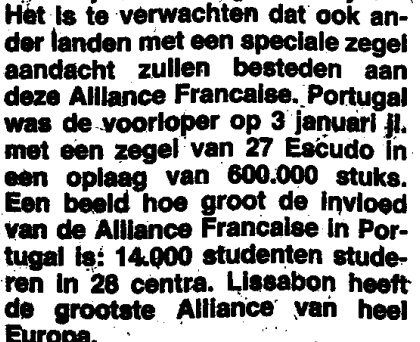 Het is te verwachten dat ook an-
der landen met een speciale zegel
aandacht zullen besteden aan
deze Alliance Francaise. Portugal
was de voorloper op 3 januari jl.
met een zegel van 27 Escudo in
een oplaag van 600.000 stuks.
Een beeld hoe groot de invloed
van de Alliance Francaise in Por-
tugal is: 14.000 studenten stude-
ren in 28 centra. Lissabon heeft
de grootste Alliance van heel
Europa.